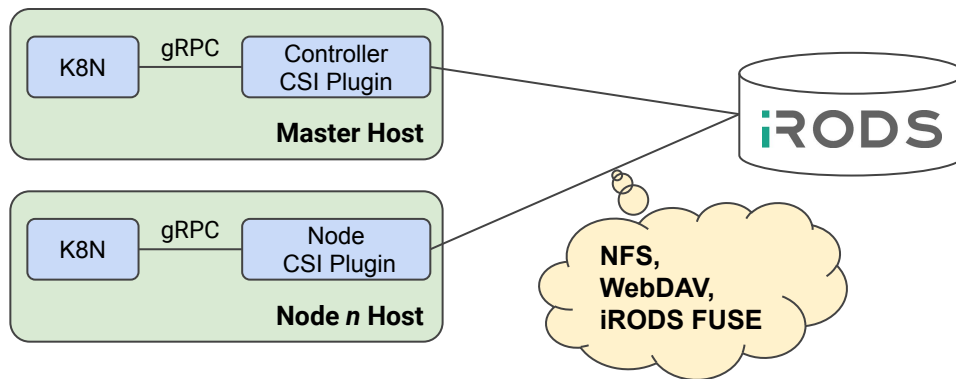 K8N
gRPC
Controller
CSI Plugin
Master Host
iRODS
K8N
gRPC
Node
CSI Plugin
Node n Host
NFS,
WebDAV,
iRODS FUSE